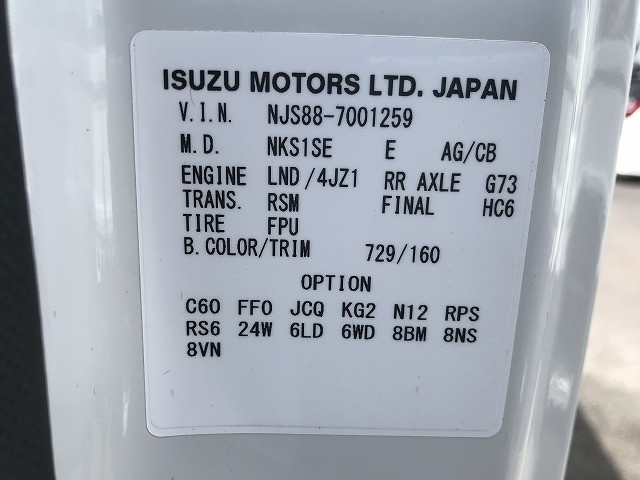 ISUZU MOTORS LTD. JAPAN
V.I.N. NJS88-7001259
M.D. NKS1SE E AG/CB
ENGINE LND/4JZ1 RR AXLE G73
TRANS. RSM FINAL HC6
TIRE FPU
B.COLOR/TRIM 729/160
OPTION
C60 FF0 JCQ KG2 N12 RPS
RS6 24W 6LD 6WD 8BM 8NS
8VN